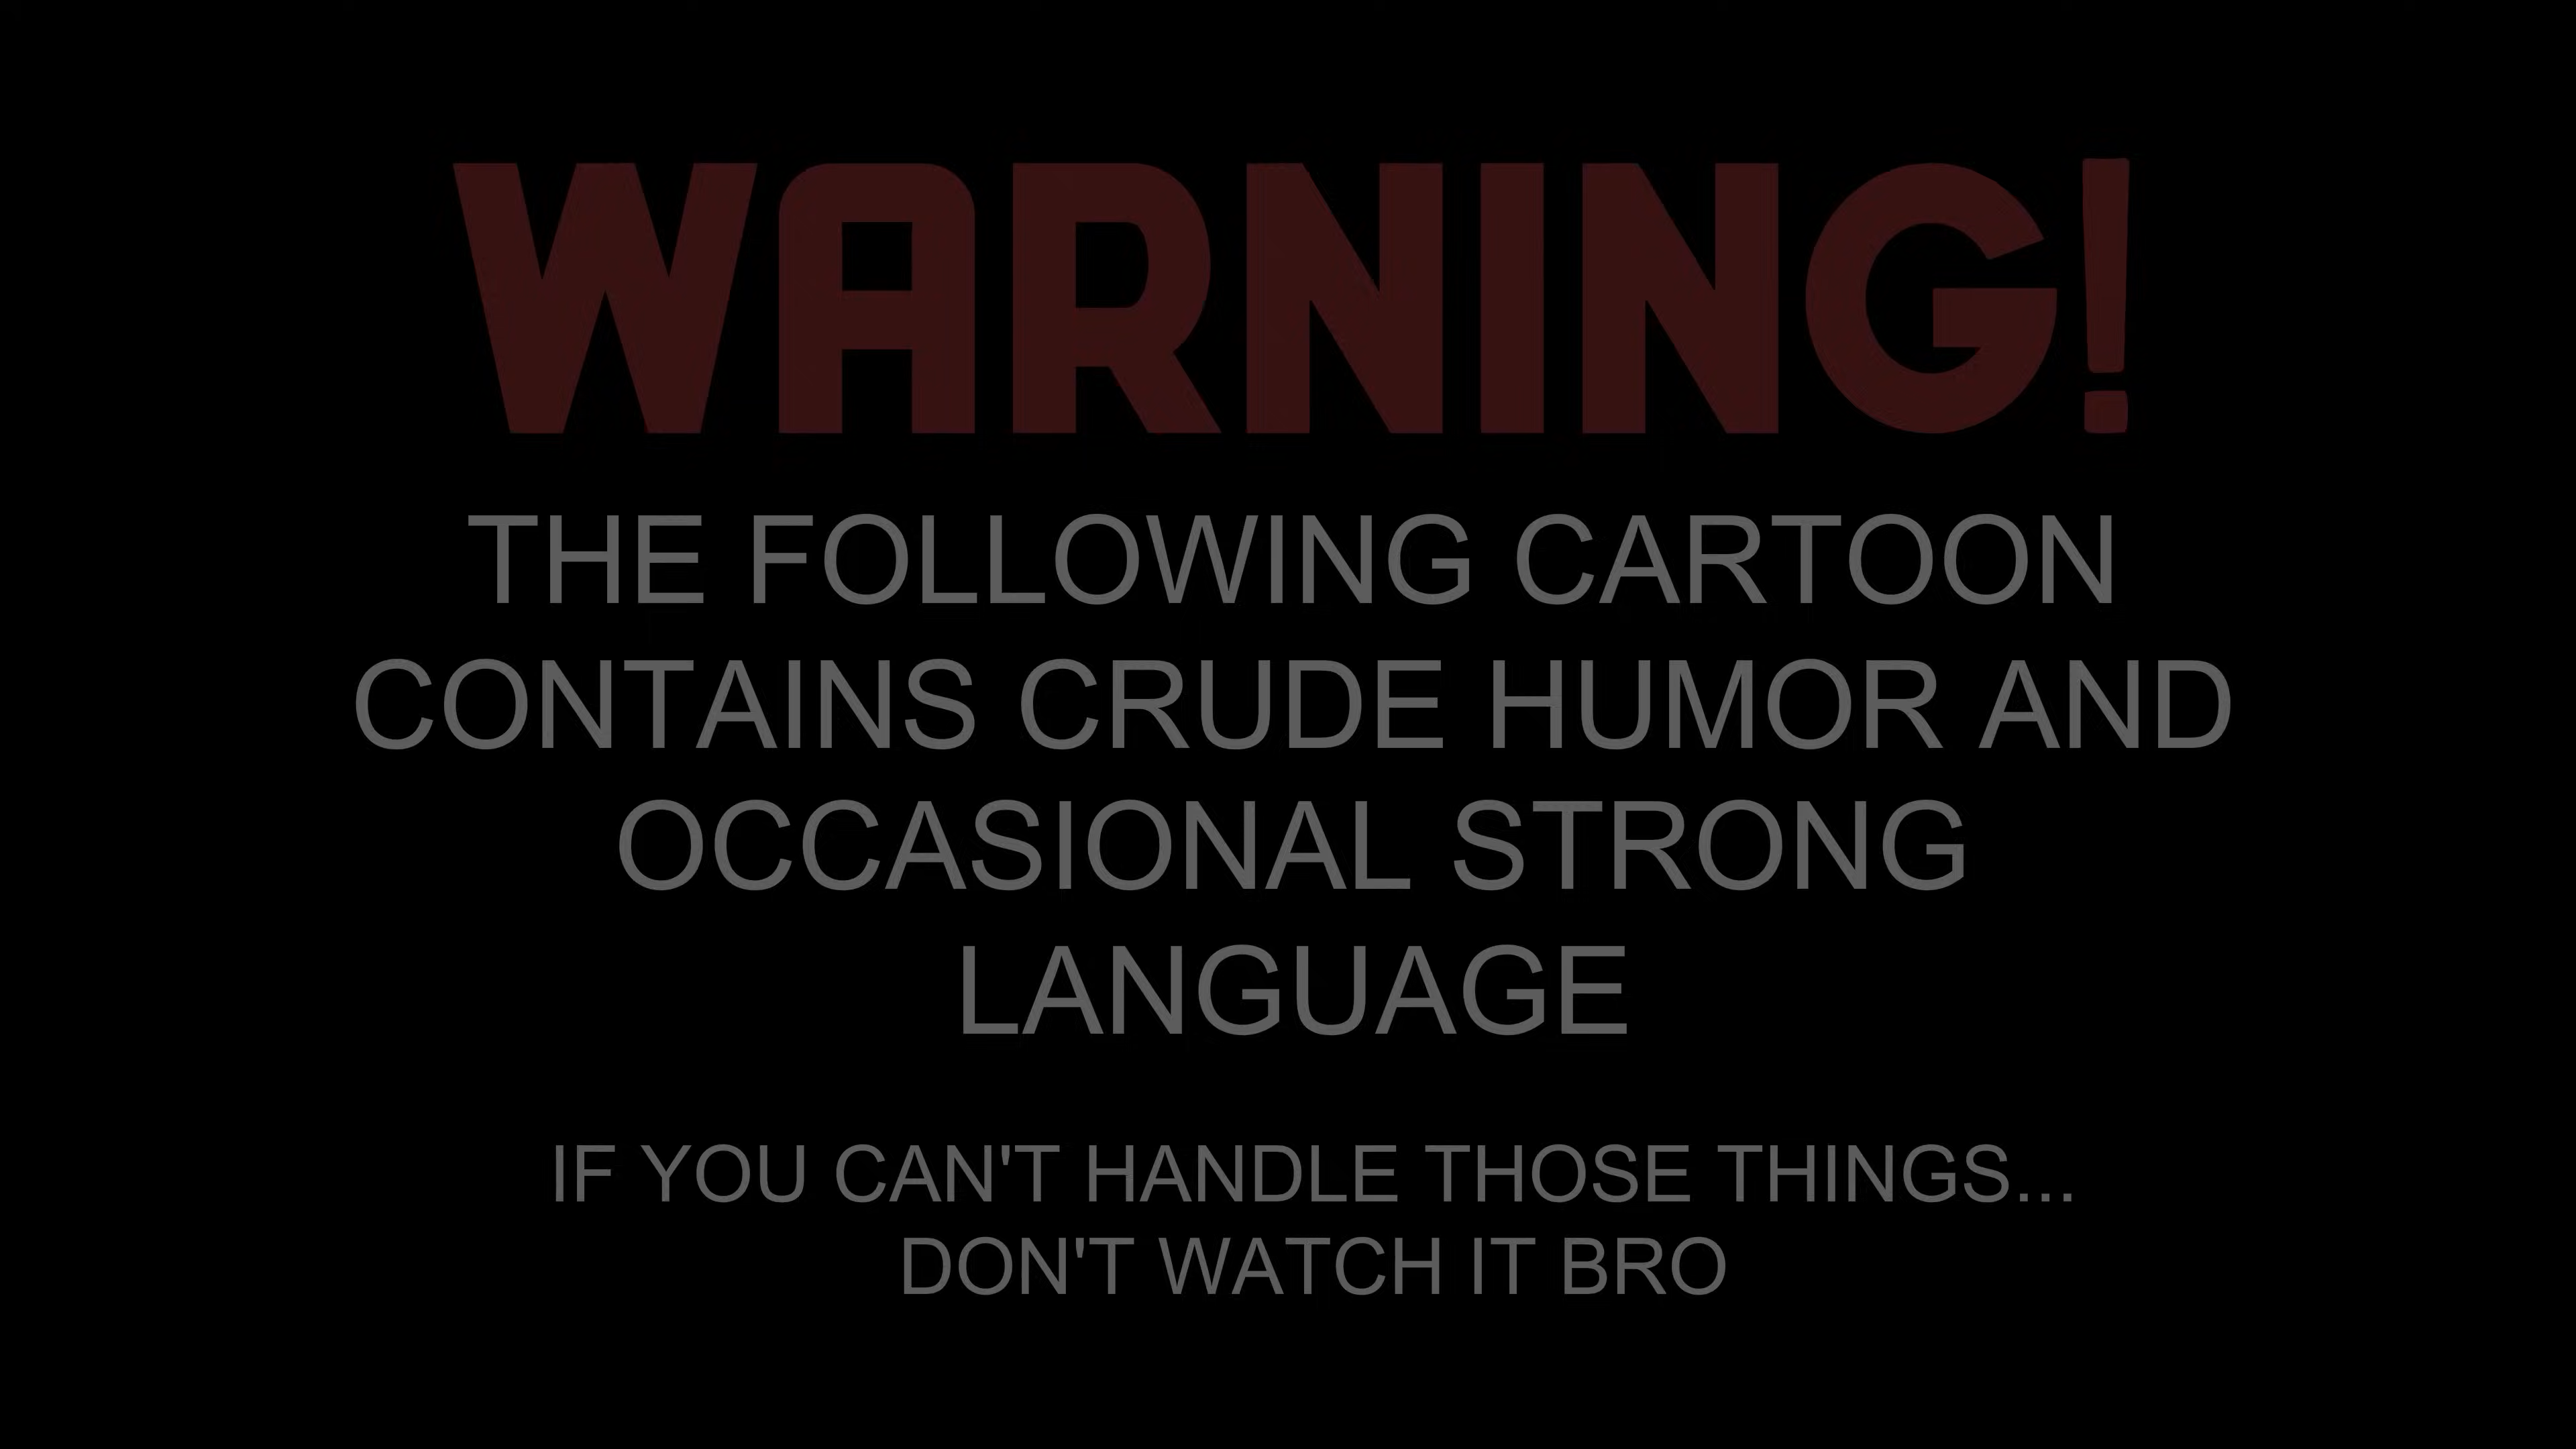 WARNING!
THE FOLLOWING CARTOON
CONTAINS CRUDE HUMOR AND
OCCASIONAL STRONG
LANGUAGE
IF YOU CAN'T HANDLE THOSE THINGS...
DON'T WATCH IT BRO